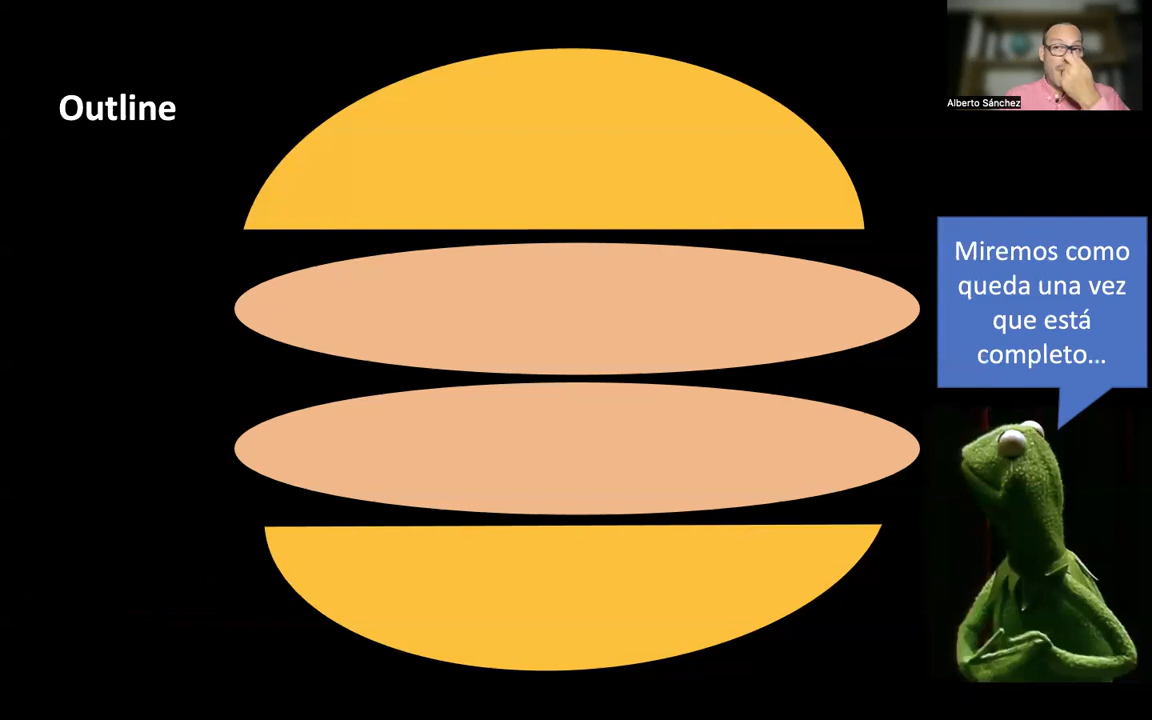 Outline
Alberto Sánchez
Miremos como
queda una vez
que está
completo...